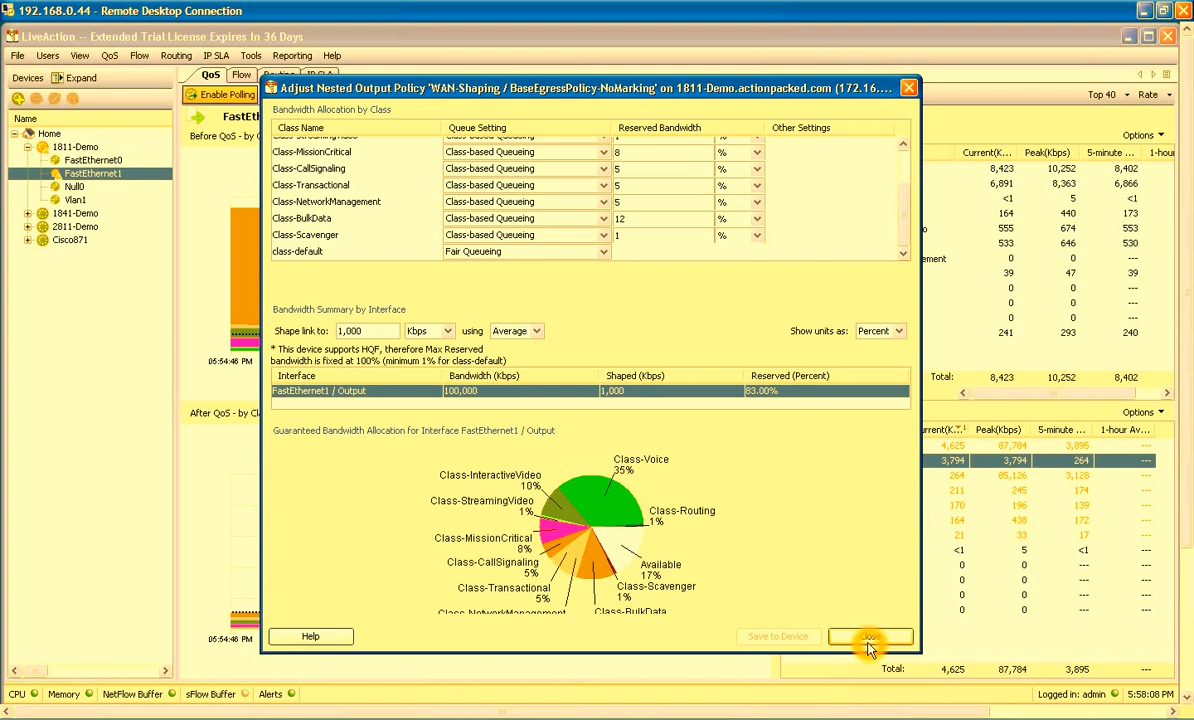 192.168.0.44 - Remote Desktop Connection
LiveAction -- Extended Trial License Expires In 36 Days
File Users View QoS Flow Routing IP SLA Tools Reporting Help
Devices Expand
QoS Flow
Enable Polling
Top 40 Rate
Name
Home
1811-Demo
FastEthernet0
FastEthernet1
Null0
Vlan1
1841-Demo
2811-Demo
Cisco871
FastEt
Before QoS - by C
05:54:46 PM
After QoS - by Cl
05:54:46 PM
Adjust Nested Output Policy 'WAN-Shaping / BaseEgressPolicy-NoMarking' on 1811-Demo.actionpacked.com (172.16....
Bandwidth Allocation by Class
Class Name Queue Setting Reserved Bandwidth Other Settings
Class-MissionCritical Class-based Queueing 8 %
Class-CallSignaling Class-based Queueing 5 %
Class-Transactional Class-based Queueing 5 %
Class-NetworkManagement Class-based Queueing 5 %
Class-BulkData Class-based Queueing 12 %
Class-Scavenger Class-based Queueing 1 %
class-default Fair Queueing
Bandwidth Summary by Interface
Shape link to: 1,000 Kbps using Average Show units as: Percent
* This device supports HQF, therefore Max Reserved
bandwidth is fixed at 100% (minimum 1% for class-default)
Interface Bandwidth (Kbps) Shaped (Kbps) Reserved (Percent)
FastEthernet1 / Output 100,000 1,000 83.00%
Guaranteed Bandwidth Allocation for Interface FastEthernet1 / Output
Class-Voice
35%
Class-InteractiveVideo
10%
Class-StreamingVideo
1%
Class-Routing
1%
Class-MissionCritical
8%
Class-CallSignaling
5%
Available
17%
Class-Transactional
5%
Class-Scavenger
1%
Class-NetworkManagement
Class-BulkData
Help Save to Device Close
Options
Current(K... Peak(Kbps) 5-minute ... 1-hou
8,423 10,252 8,402
6,891 8,363 6,866
<1 5 <1
164 440 173
555 674 553
533 646 530
ement 0 0 ---
39 47 39
0 0 ---
0 0 ---
0 0 ---
241 293 240
Total: 8,423 10,252 8,402
Options
urrent(K... Peak(Kbps) 5-minute ... 1-hour Av...
4,625 87,784 3,895 ---
3,794 3,794 264 ---
264 85,126 3,128 ---
211 245 174 ---
170 196 139 ---
164 438 172 ---
21 33 17 ---
<1 5 <1 ---
0 0 --- ---
0 0 --- ---
0 0 --- ---
0 0 --- ---
Total: 4,625 87,784 3,895 ---
CPU Memory NetFlow Buffer sFlow Buffer Alerts Logged in: admin 5:58:08 PM